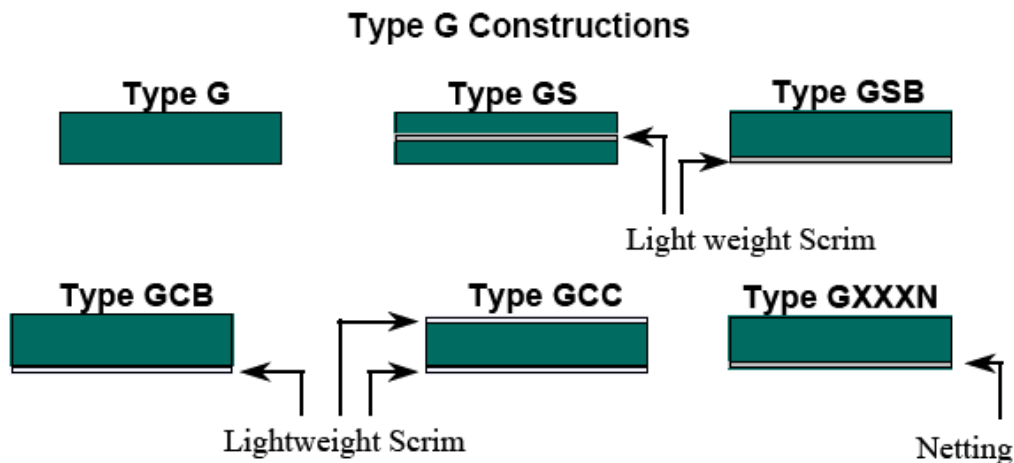 Type G Constructions
Type G
Type GS
Type GSB
Light weight Scrim
Type GCB
Type GCC
Type GXXXN
Lightweight Scrim
Netting